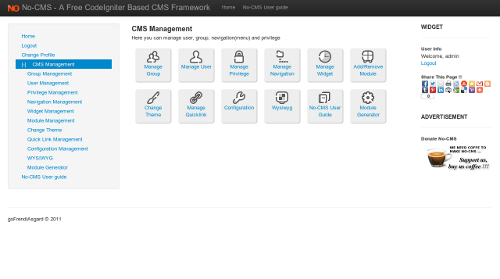 No-CMS - A Free CodeIgniter Based CMS Framework
Home
No-CMS User guide
Home
Logout
Change Profile
[-] CMS Management
Group Management
User Management
Privilege Management
Navigation Management
Widget Management
Module Management
Change Theme
Quick Link Management
Configuration Management
WYSIWYG
Module Generator
No-CMS User guide
CMS Management
Here you can manage user, group, navigation(menu) and privilege
Manage Group
Manage User
Manage Privilege
Manage Navigation
Manage Widget
Add/Remove Module
Change Theme
Manage Quicklink
Configuration
Wysiwyg
No-CMS User Guide
Module Generator
WIDGET
User Info
Welcome, admin
Logout
Share This Page !!
0
ADVERTISEMENT
Donate No-CMS
WE NEED COFFE TO
MAKE NO-CMS ...
Support us,
buy us coffee !!!
goFrendiAsgard © 2011